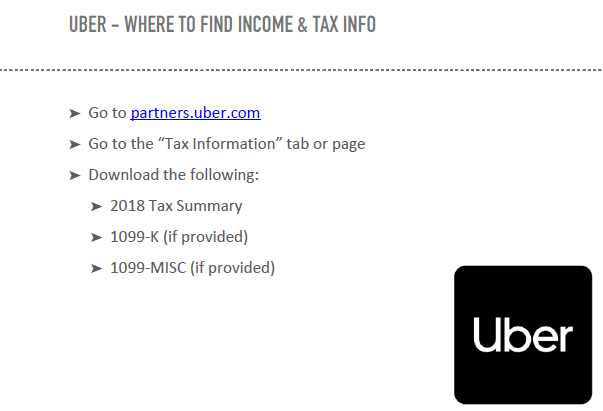 UBER - WHERE TO FIND INCOME & TAX INFO
➤ Go to partners.uber.com
➤ Go to the “Tax Information” tab or page
➤ Download the following:
➤ 2018 Tax Summary
➤ 1099-K (if provided)
➤ 1099-MISC (if provided)
Uber